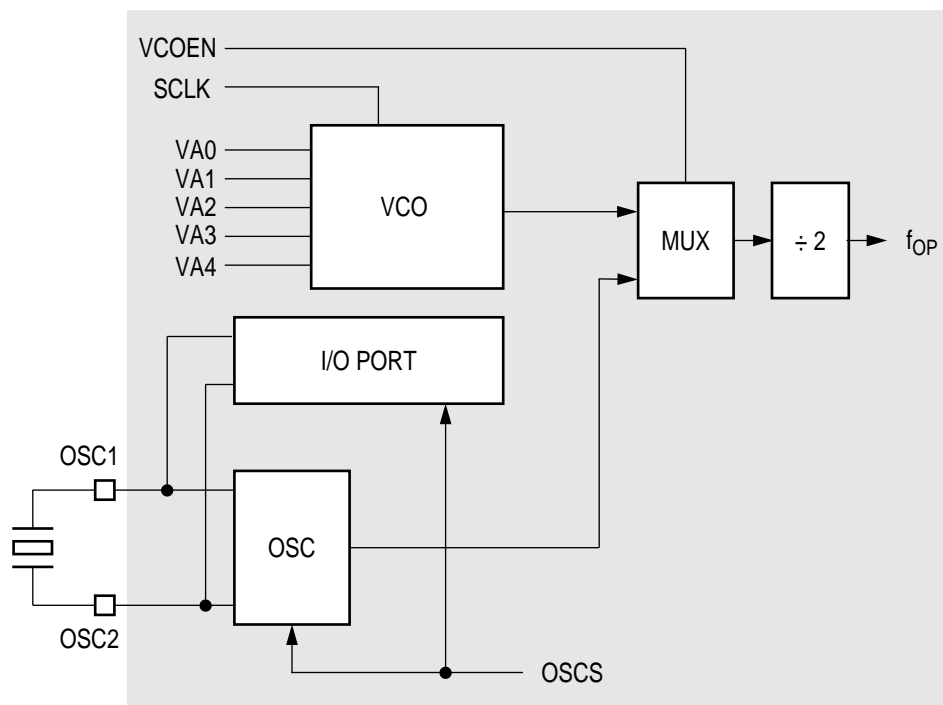 VCOEN
SCLK
VA0
VA1
VA2
VA3
VA4
VCO
MUX
÷ 2
fOP
I/O PORT
OSC1
OSC
OSC2
OSCS